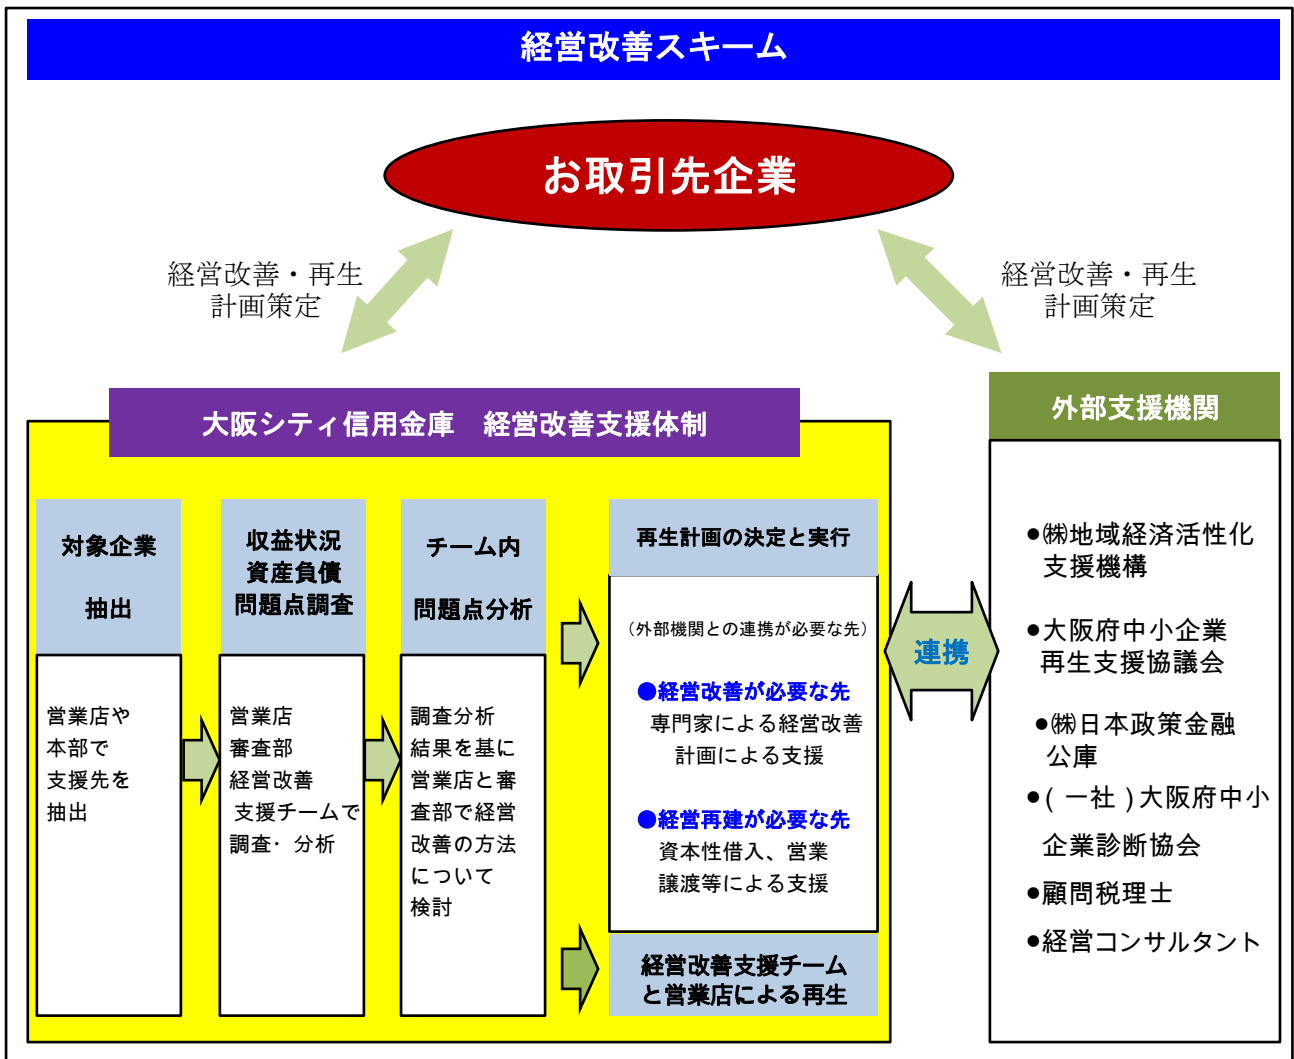 経営改善スキーム
お取引先企業
経営改善・再生
計画策定
経営改善・再生
計画策定
大阪シティ信用金庫　経営改善支援体制
対象企業
抽出
営業店や
本部で
支援先を
抽出
収益状況
資産負債
問題点調査
営業店
審査部
経営改善
支援チームで
調査・分析
チーム内
問題点分析
調査分析
結果を基に
営業店と審
査部で経営
改善の方法
について
検討
再生計画の決定と実行
（外部機関との連携が必要な先）
●経営改善が必要な先
専門家による経営改善
計画による支援
●経営再建が必要な先
資本性借入、営業
譲渡等による支援
経営改善支援チーム
と営業店による再生
連携
外部支援機関
●㈱地域経済活性化
支援機構
●大阪府中小企業
再生支援協議会
●㈱日本政策金融
公庫
●(一社)大阪府中小
企業診断協会
●顧問税理士
●経営コンサルタント